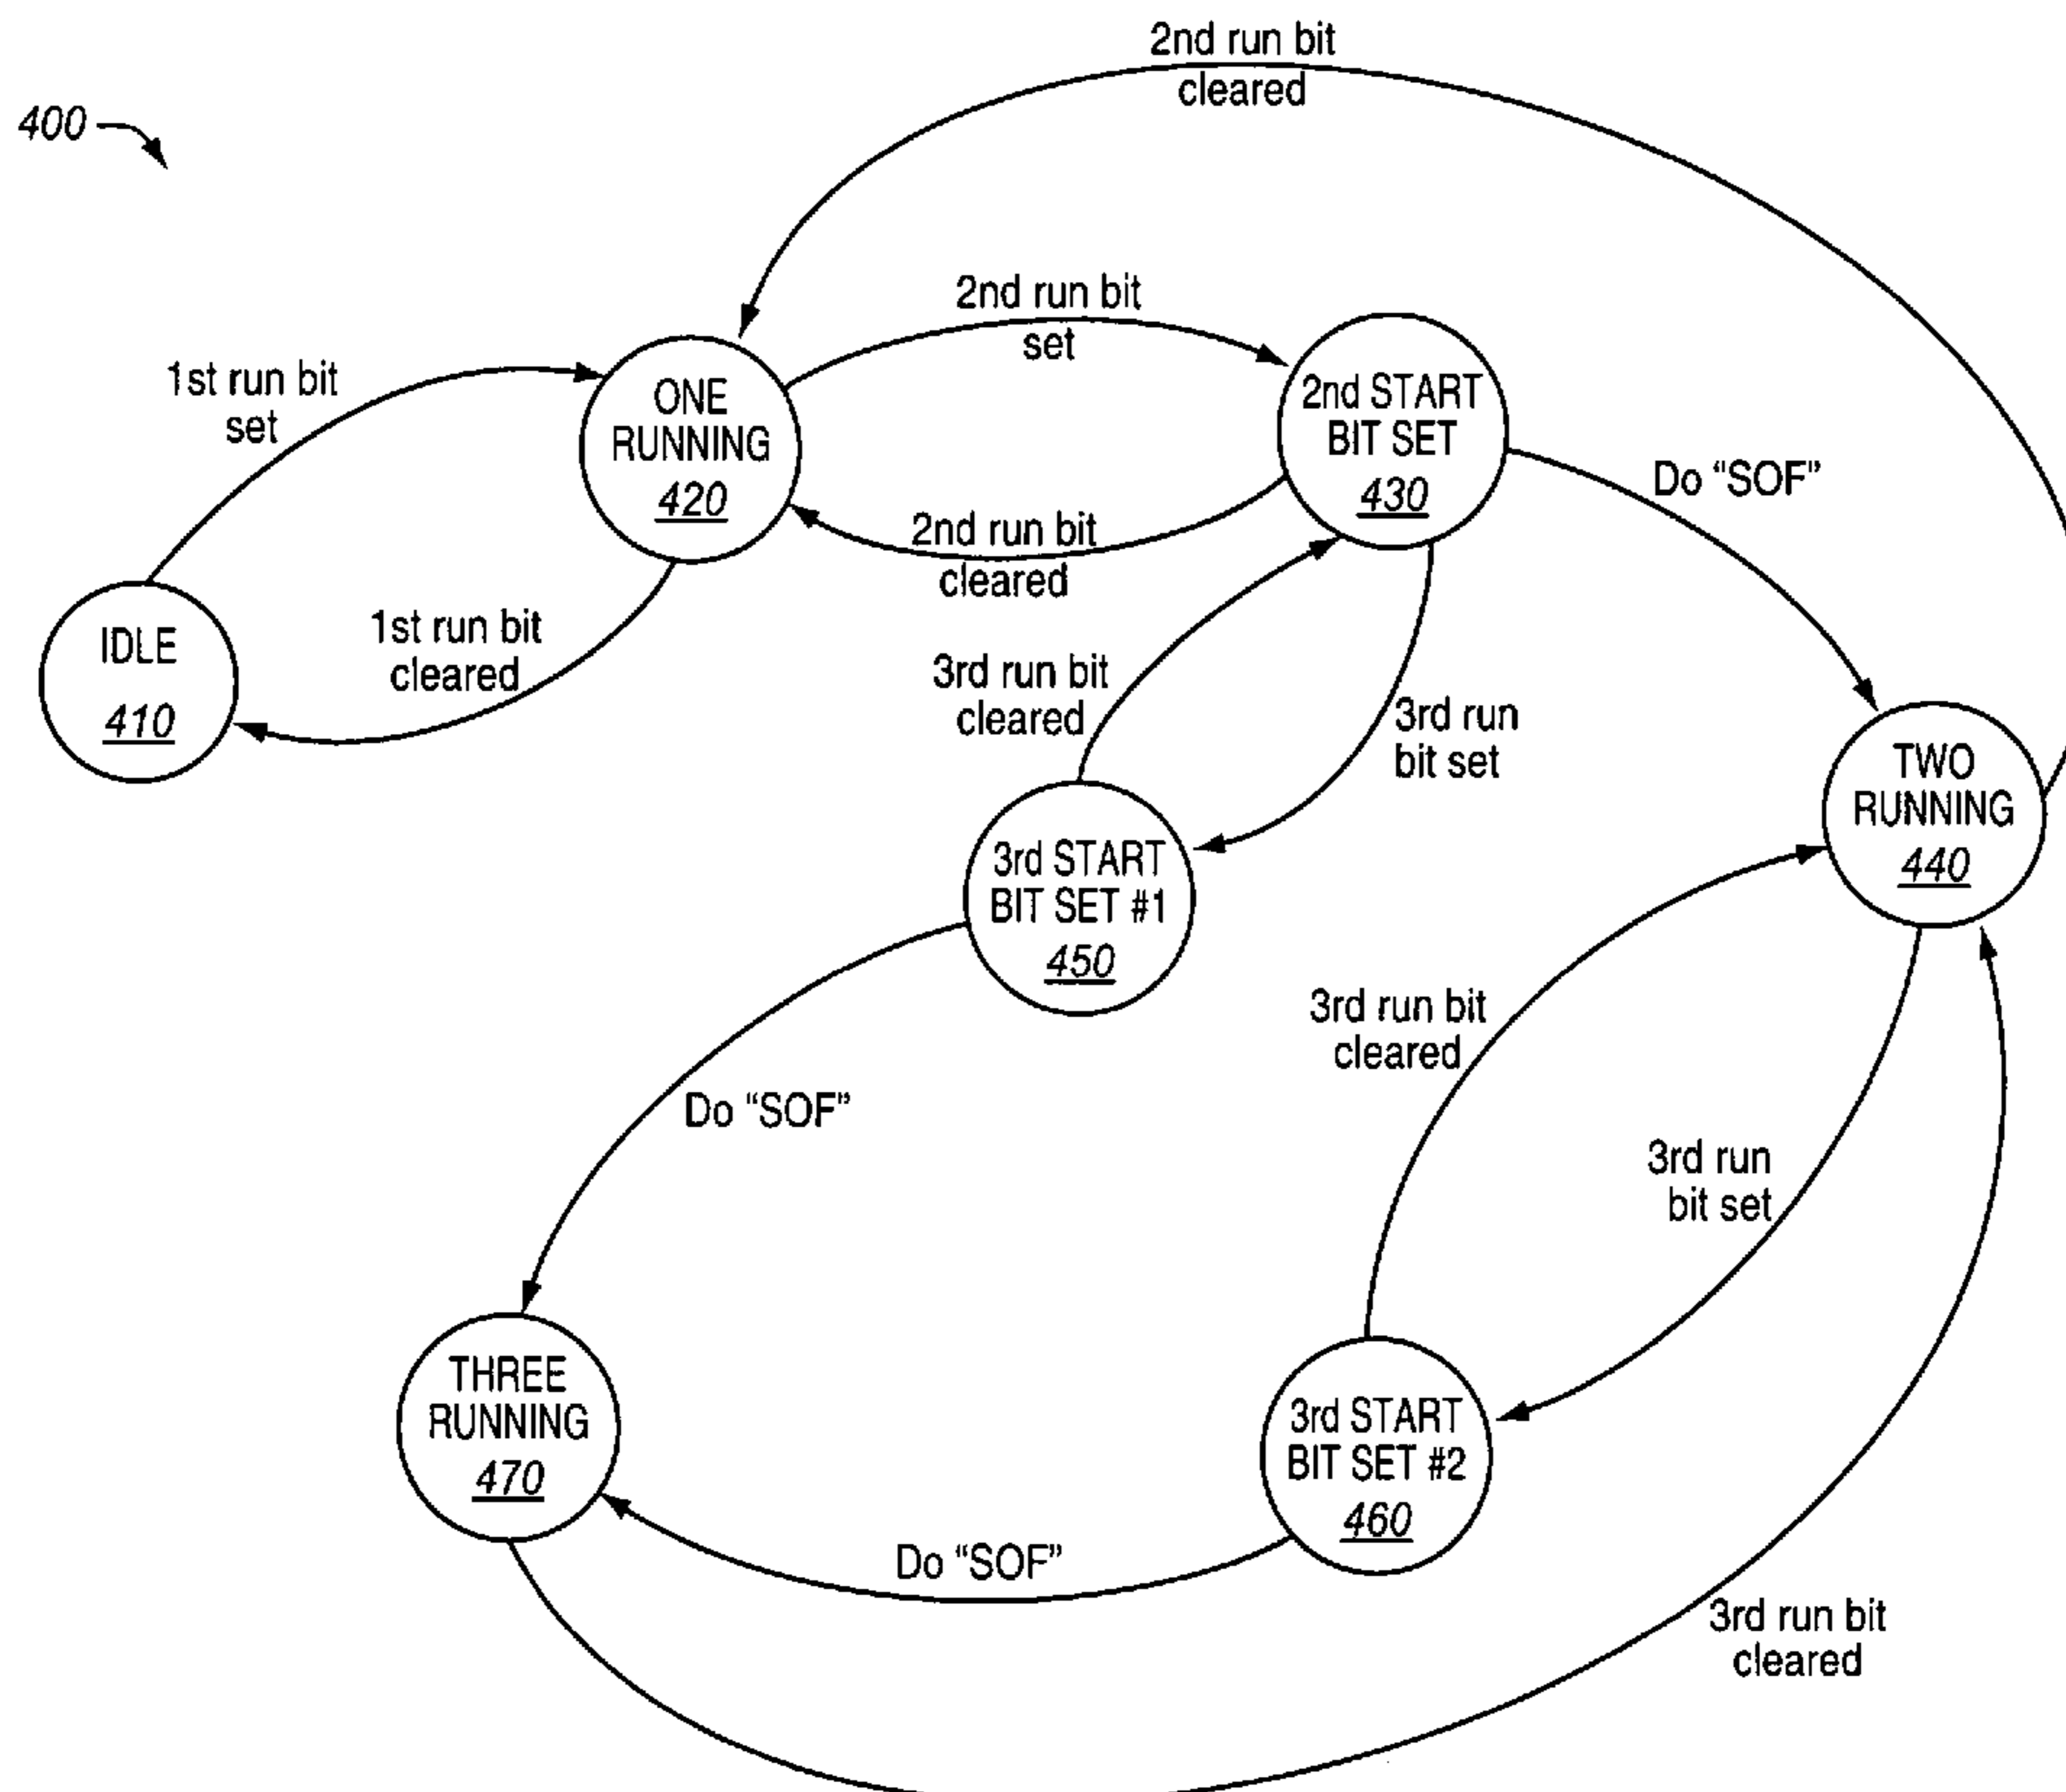 2nd run bit
cleared
400
2nd run bit
set
1st run bit
set
ONE
RUNNING
420
2nd START
BIT SET
430
Do “SOF”
2nd run bit
cleared
IDLE
410
1st run bit
cleared
3rd run bit
cleared
3rd run
bit set
TWO
RUNNING
440
3rd START
BIT SET #1
450
3rd run bit
cleared
Do “SOF”
3rd run
bit set
THREE
RUNNING
470
3rd START
BIT SET #2
460
Do “SOF”
3rd run bit
cleared